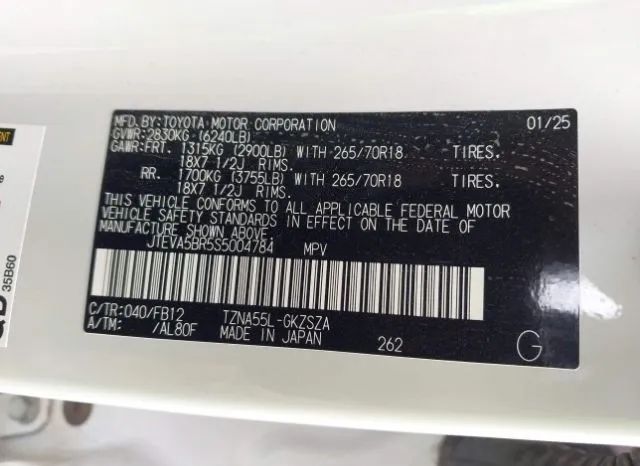 MFD.BY:TOYOTA MOTOR CORPORATION 01/25
GVWR:2830KG (6240LB)
GAWR:FRT. 1315KG (2900LB) WITH 265/70R18 TIRES.
18X7 1/2J RIMS.
RR. 1700KG (3755LB) WITH 265/70R18 TIRES.
18X7 1/2J RIMS.
THIS VEHICLE CONFORMS TO ALL APPLICABLE FEDERAL MOTOR
VEHICLE SAFETY STANDARDS IN EFFECT ON THE DATE OF
MANUFACTURE SHOWN ABOVE.
JTEVA5BR5S5004784 MPV
C/TR:040/FB12 TZNA55L-GKZSZA
A/TM: /AL80F MADE IN JAPAN 262 G
35B60